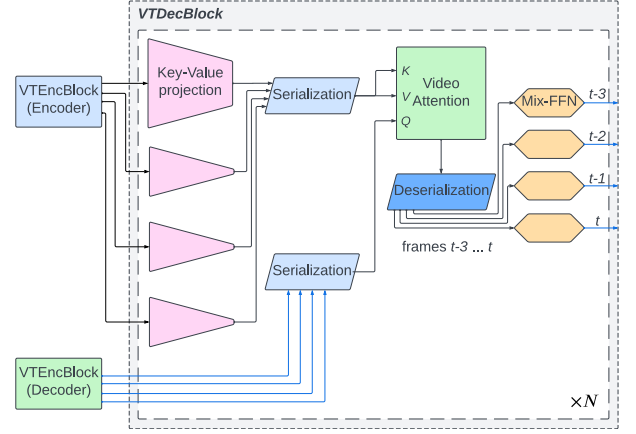 VTDecBlock
VTEncBlock
(Encoder)
Key-Value
projection
Serialization
K
V
Q
Video
Attention
Mix-FFN
t-3
t-2
t-1
t
Deserialization
frames t-3 ... t
Serialization
VTEncBlock
(Decoder)
×N